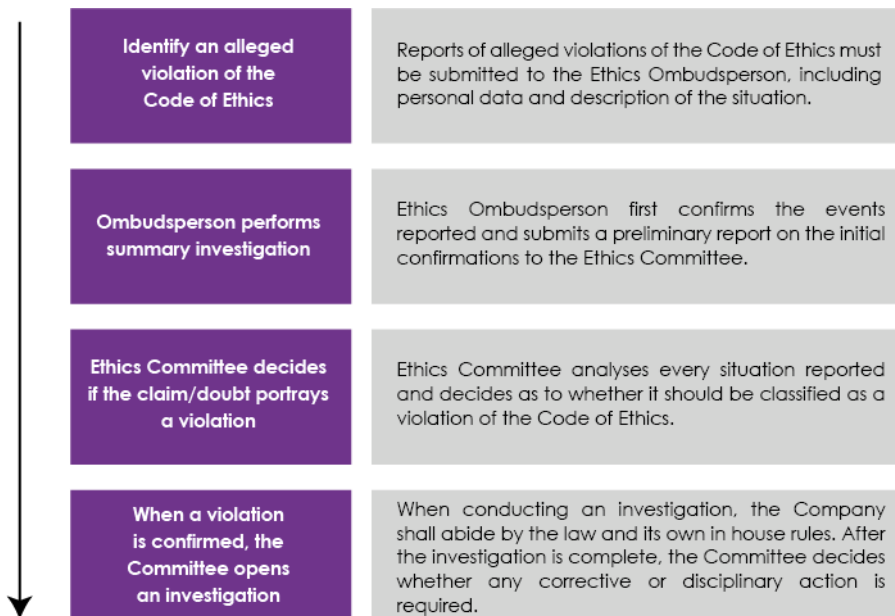 Identify an alleged
violation of the
Code of Ethics
Reports of alleged violations of the Code of Ethics must
be submitted to the Ethics Ombudsperson, including
personal data and description of the situation.
Ombudsperson performs
summary investigation
Ethics Ombudsperson first confirms the events
reported and submits a preliminary report on the initial
confirmations to the Ethics Committee.
Ethics Committee decides
if the claim/doubt portrays
a violation
Ethics Committee analyses every situation reported
and decides as to whether it should be classified as a
violation of the Code of Ethics.
When a violation
is confirmed, the
Committee opens
an investigation
When conducting an investigation, the Company
shall abide by the law and its own in house rules. After
the investigation is complete, the Committee decides
whether any corrective or disciplinary action is
required.